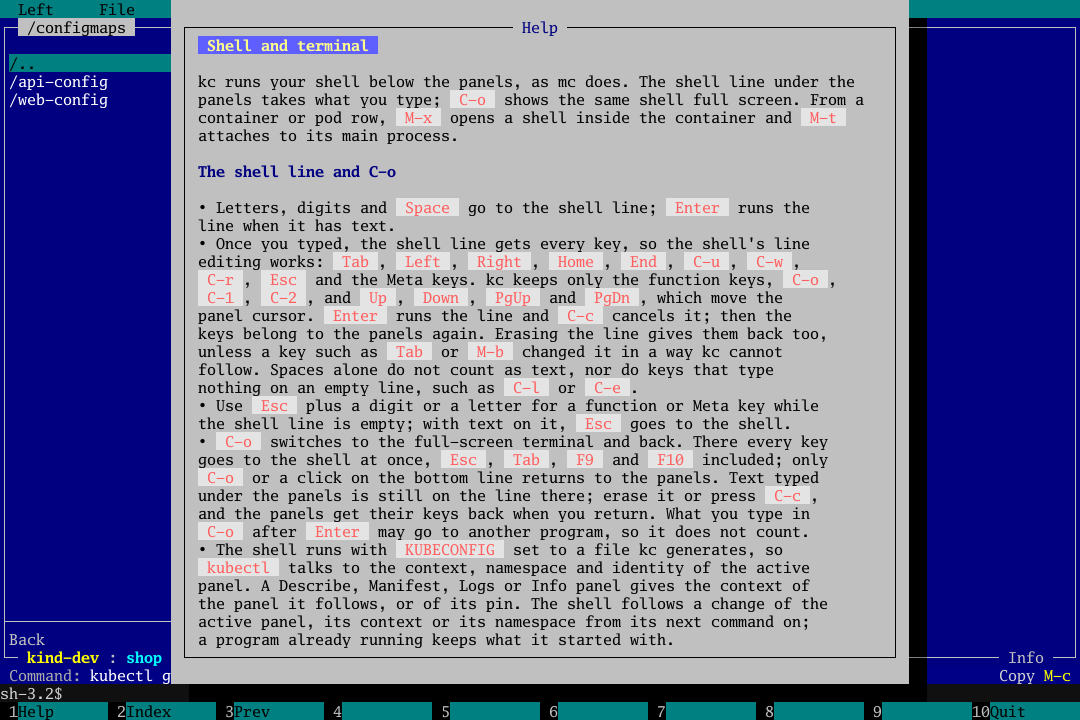 Left     File
/configmaps
Help
Shell and terminal
/..
/api-config
/web-config
kc runs your shell below the panels, as mc does. The shell line under the
panels takes what you type; C-o shows the same shell full screen. From a
container or pod row, M-x opens a shell inside the container and M-t
attaches to its main process.
The shell line and C-o
• Letters, digits and Space go to the shell line; Enter runs the
line when it has text.
• Once you typed, the shell line gets every key, so the shell's line
editing works: Tab , Left , Right , Home , End , C-u , C-w ,
C-r , Esc and the Meta keys. kc keeps only the function keys, C-o ,
C-1 , C-2 , and Up , Down , PgUp and PgDn , which move the
panel cursor. Enter runs the line and C-c cancels it; then the
keys belong to the panels again. Erasing the line gives them back too,
unless a key such as Tab or M-b changed it in a way kc cannot
follow. Spaces alone do not count as text, nor do keys that type
nothing on an empty line, such as C-l or C-e .
• Use Esc plus a digit or a letter for a function or Meta key while
the shell line is empty; with text on it, Esc goes to the shell.
• C-o switches to the full-screen terminal and back. There every key
goes to the shell at once, Esc , Tab , F9 and F10 included; only
C-o or a click on the bottom line returns to the panels. Text typed
under the panels is still on the line there; erase it or press C-c ,
and the panels get their keys back when you return. What you type in
C-o after Enter may go to another program, so it does not count.
• The shell runs with KUBECONFIG set to a file kc generates, so
kubectl talks to the context, namespace and identity of the active
panel. A Describe, Manifest, Logs or Info panel gives the context of
the panel it follows, or of its pin. The shell follows a change of the
active panel, its context or its namespace from its next command on;
a program already running keeps what it started with.
Back
kind-dev : shop
Info
Command: kubectl g
Copy M-c
sh-3.2$
1Help 2Index 3Prev 4 5 6 7 8 9 10Quit